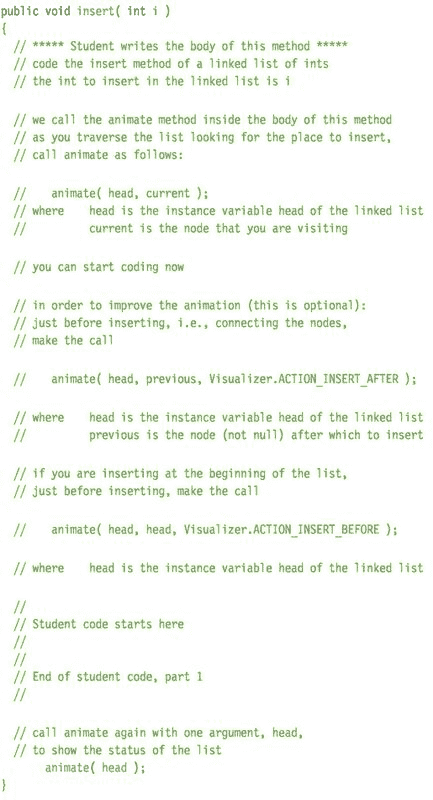 public void insert( int i )
{
// ***** Student writes the body of this method *****
// code the insert method of a linked list of ints
// the int to insert in the linked list is i
// we call the animate method inside the body of this method
// as you traverse the list looking for the place to insert,
// call animate as follows:
// animate( head, current );
// where head is the instance variable head of the linked list
// current is the node that you are visiting
// you can start coding now
// in order to improve the animation (this is optional):
// just before inserting, i.e., connecting the nodes,
// make the call
// animate( head, previous, Visualizer.ACTION_INSERT_AFTER );
// where head is the instance variable head of the linked list
// previous is the node (not null) after which to insert
// if you are inserting at the beginning of the list,
// just before inserting, make the call
// animate( head, head, Visualizer.ACTION_INSERT_BEFORE );
// where head is the instance variable head of the linked list
//
// Student code starts here
//
//
// End of student code, part 1
//
// call animate again with one argument, head,
// to show the status of the list
animate( head );
}